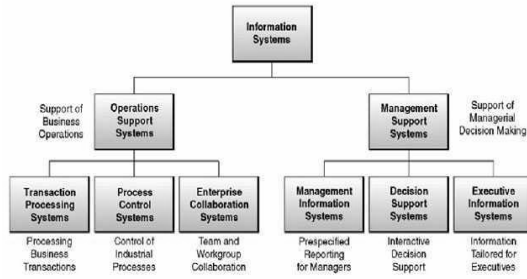 Information
Systems
Support of
Business
Operations
Operations
Support
Systems
Management
Support
Systems
Support of
Managerial
Decision Making
Transaction
Processing
Systems
Process
Control
Systems
Enterprise
Collaboration
Systems
Management
Information
Systems
Decision
Support
Systems
Executive
Information
Systems
Processing
Business
Transactions
Control of
Industrial
Processes
Team and
Workgroup
Collaboration
Prespecified
Reporting
for Managers
Interactive
Decision
Support
Information
Tailored for
Executives